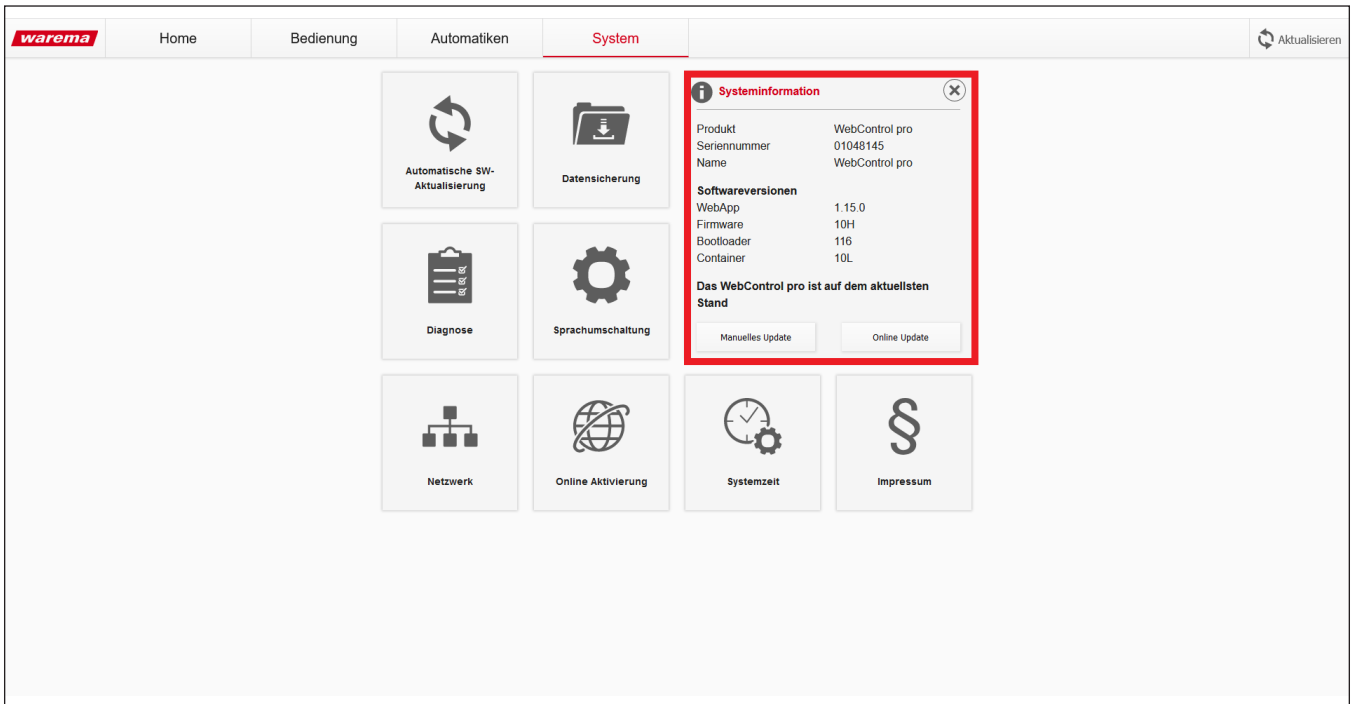 warema
Home
Bedienung
Automatiken
System
Aktualisieren
Automatische SW-
Aktualisierung
Datensicherung
Systeminformation
Produkt WebControl pro
Seriennummer 01048145
Name WebControl pro
Softwareversionen
WebApp 1.15.0
Firmware 10H
Bootloader 116
Container 10L
Das WebControl pro ist auf dem aktuellsten
Stand
Manuelles Update
Online Update
Diagnose
Sprachumschaltung
Netzwerk
Online Aktivierung
Systemzeit
§
Impressum